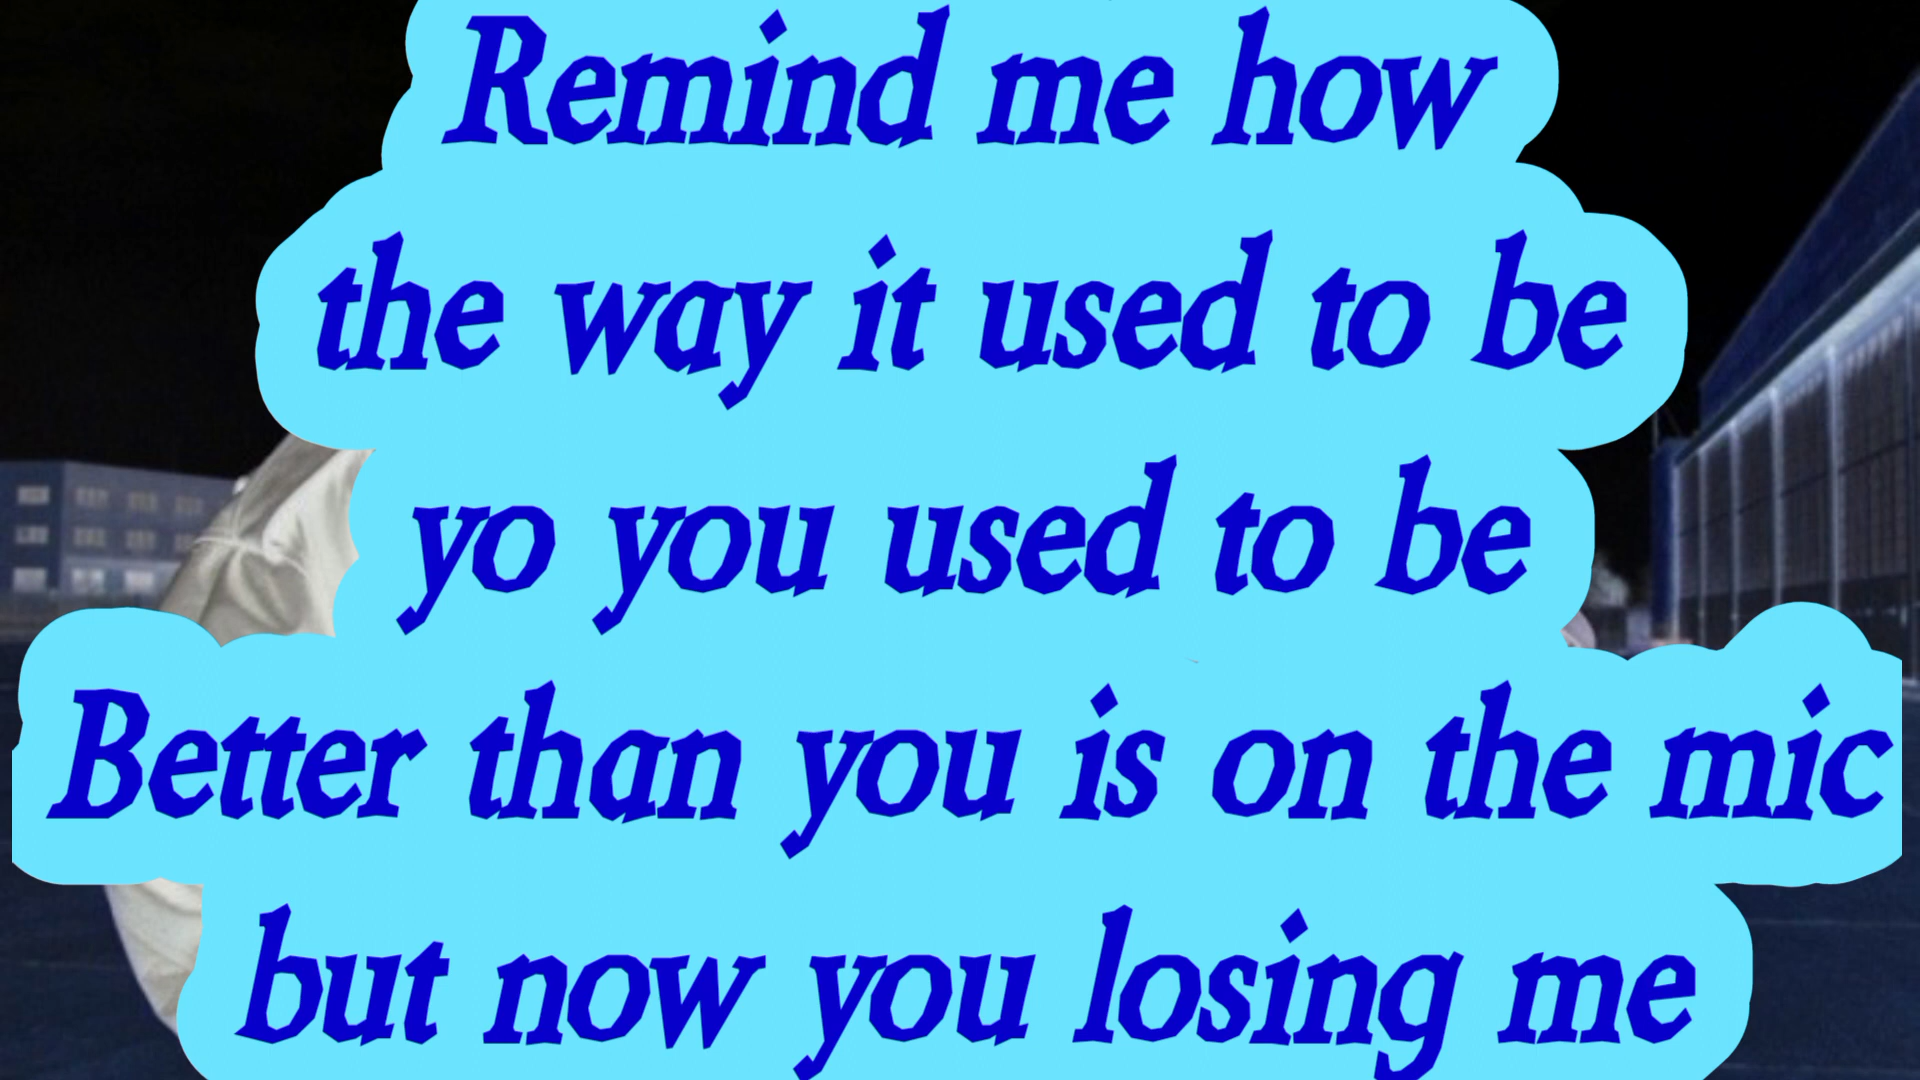 Remind me how
the way it used to be
yo you used to be
Better than you is on the mic
but now you losing me